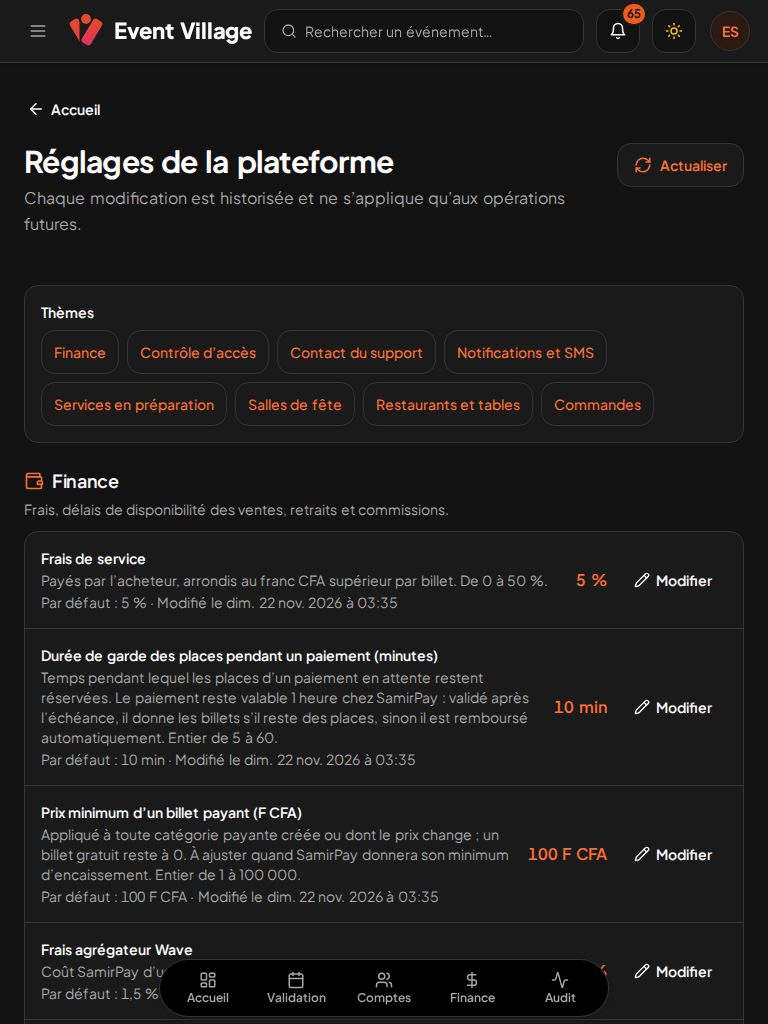 Event Village
Rechercher un événement…
65
ES
Accueil
Réglages de la plateforme
Actualiser
Chaque modification est historisée et ne s’applique qu’aux opérations
futures.
Thèmes
Finance
Contrôle d’accès
Contact du support
Notifications et SMS
Services en préparation
Salles de fête
Restaurants et tables
Commandes
Finance
Frais, délais de disponibilité des ventes, retraits et commissions.
Frais de service
Payés par l’acheteur, arrondis au franc CFA supérieur par billet. De 0 à 50 %.
Par défaut : 5 % · Modifié le dim. 22 nov. 2026 à 03:35
5 %
Modifier
Durée de garde des places pendant un paiement (minutes)
Temps pendant lequel les places d’un paiement en attente restent
réservées. Le paiement reste valable 1 heure chez SamirPay : validé après
l’échéance, il donne les billets s’il reste des places, sinon il est remboursé
automatiquement. Entier de 5 à 60.
Par défaut : 10 min · Modifié le dim. 22 nov. 2026 à 03:35
10 min
Modifier
Prix minimum d’un billet payant (F CFA)
Appliqué à toute catégorie payante créée ou dont le prix change ; un
billet gratuit reste à 0. À ajuster quand SamirPay donnera son minimum
d’encaissement. Entier de 1 à 100 000.
Par défaut : 100 F CFA · Modifié le dim. 22 nov. 2026 à 03:35
100 F CFA
Modifier
Frais agrégateur Wave
Coût SamirPay
Par défaut : 1,5 %
Modifier
Accueil
Validation
Comptes
Finance
Audit